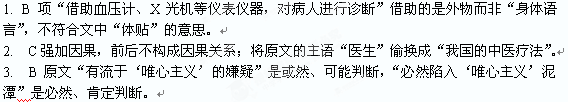 1. B 项“借助血压计、X 光机等仪表仪器，对病人进行诊断”借助的是外物而非“身体语
言”，不符合文中“体贴”的意思。
2. C强加因果，前后不构成因果关系；将原文的主语“医生”偷换成“我国的中医疗法”。
3. B 原文“有流于‘唯心主义’的嫌疑”是或然、可能判断，“必然陷入‘唯心主义’泥
潭”是必然、肯定判断。